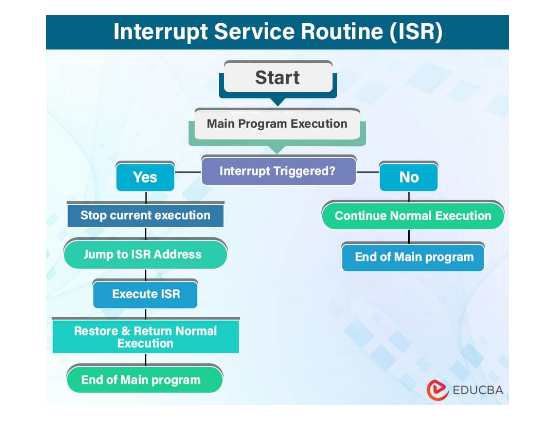 Interrupt Service Routine (ISR)
Start
Main Program Execution
Interrupt Triggered?
Yes
No
Stop current execution
Jump to ISR Address
Execute ISR
Restore & Return Normal
Execution
End of Main program
Continue Normal Execution
End of Main program
EDUCBA